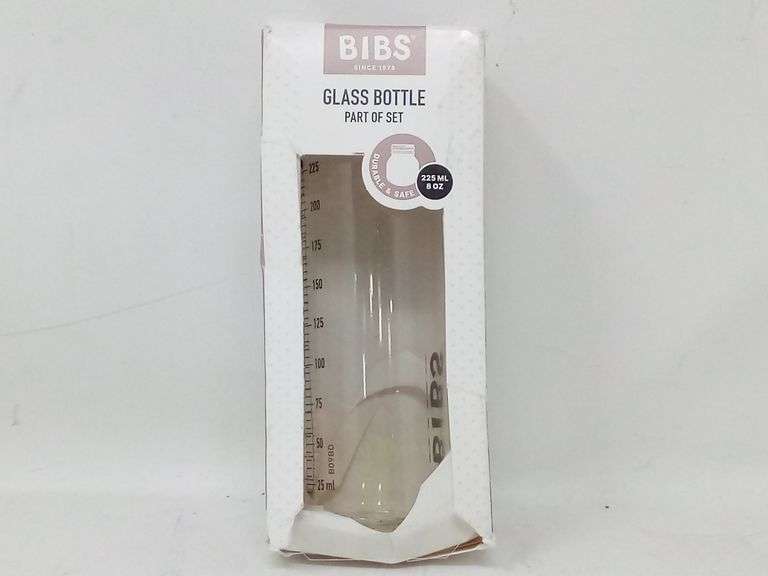 BIBS
SINCE 1978
GLASS BOTTLE
PART OF SET
DURABLE & SAFE
225 ML
8 OZ
225
200
175
150
125
100
75
50
25 ml
BIBS